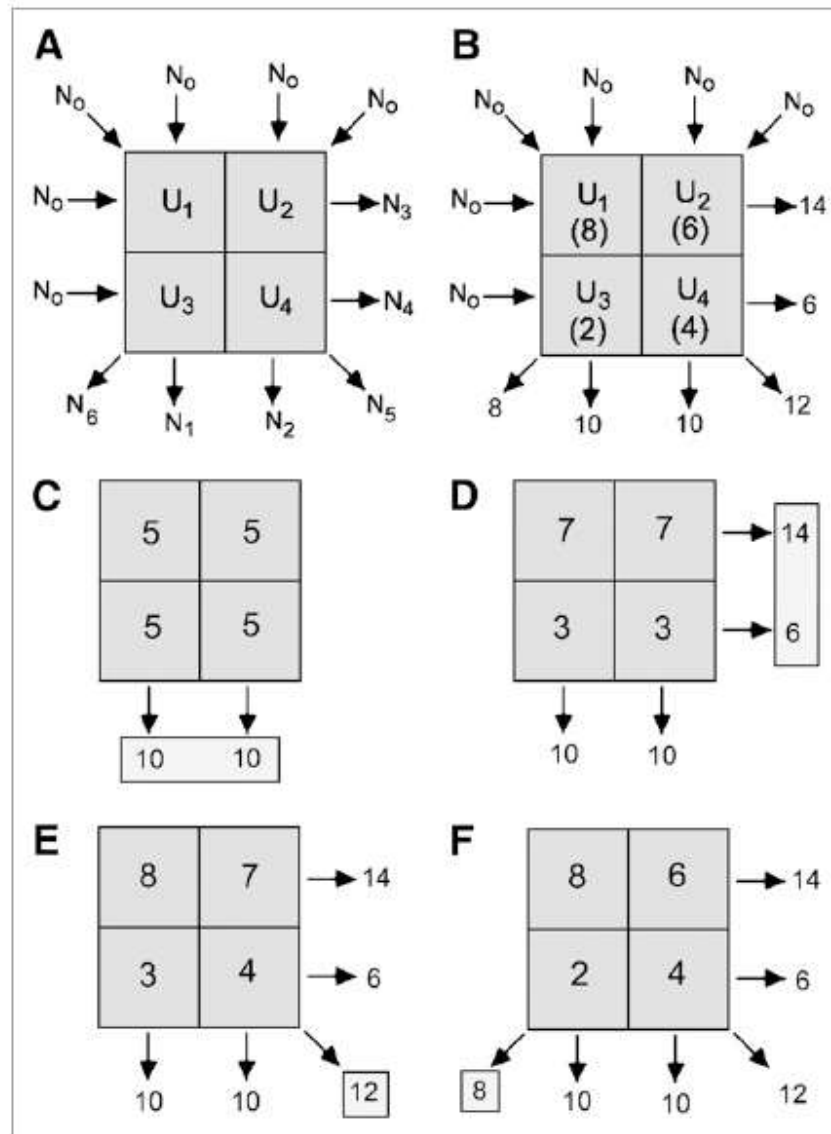 A
N₀ N₀ N₀ N₀
N₀ U₁ U₂ N₃
N₀ U₃ U₄ N₄
N₆ N₁ N₂ N₅
B
N₀ N₀ N₀ N₀
N₀ U₁ U₂ 14
(8) (6)
N₀ U₃ U₄ 6
(2) (4)
8 10 10 12
C
5 5
5 5
10 10
D
7 7 14
3 3 6
10 10
E
8 7 14
3 4 6
10 10 12
F
8 6 14
2 4 6
8 10 10 12